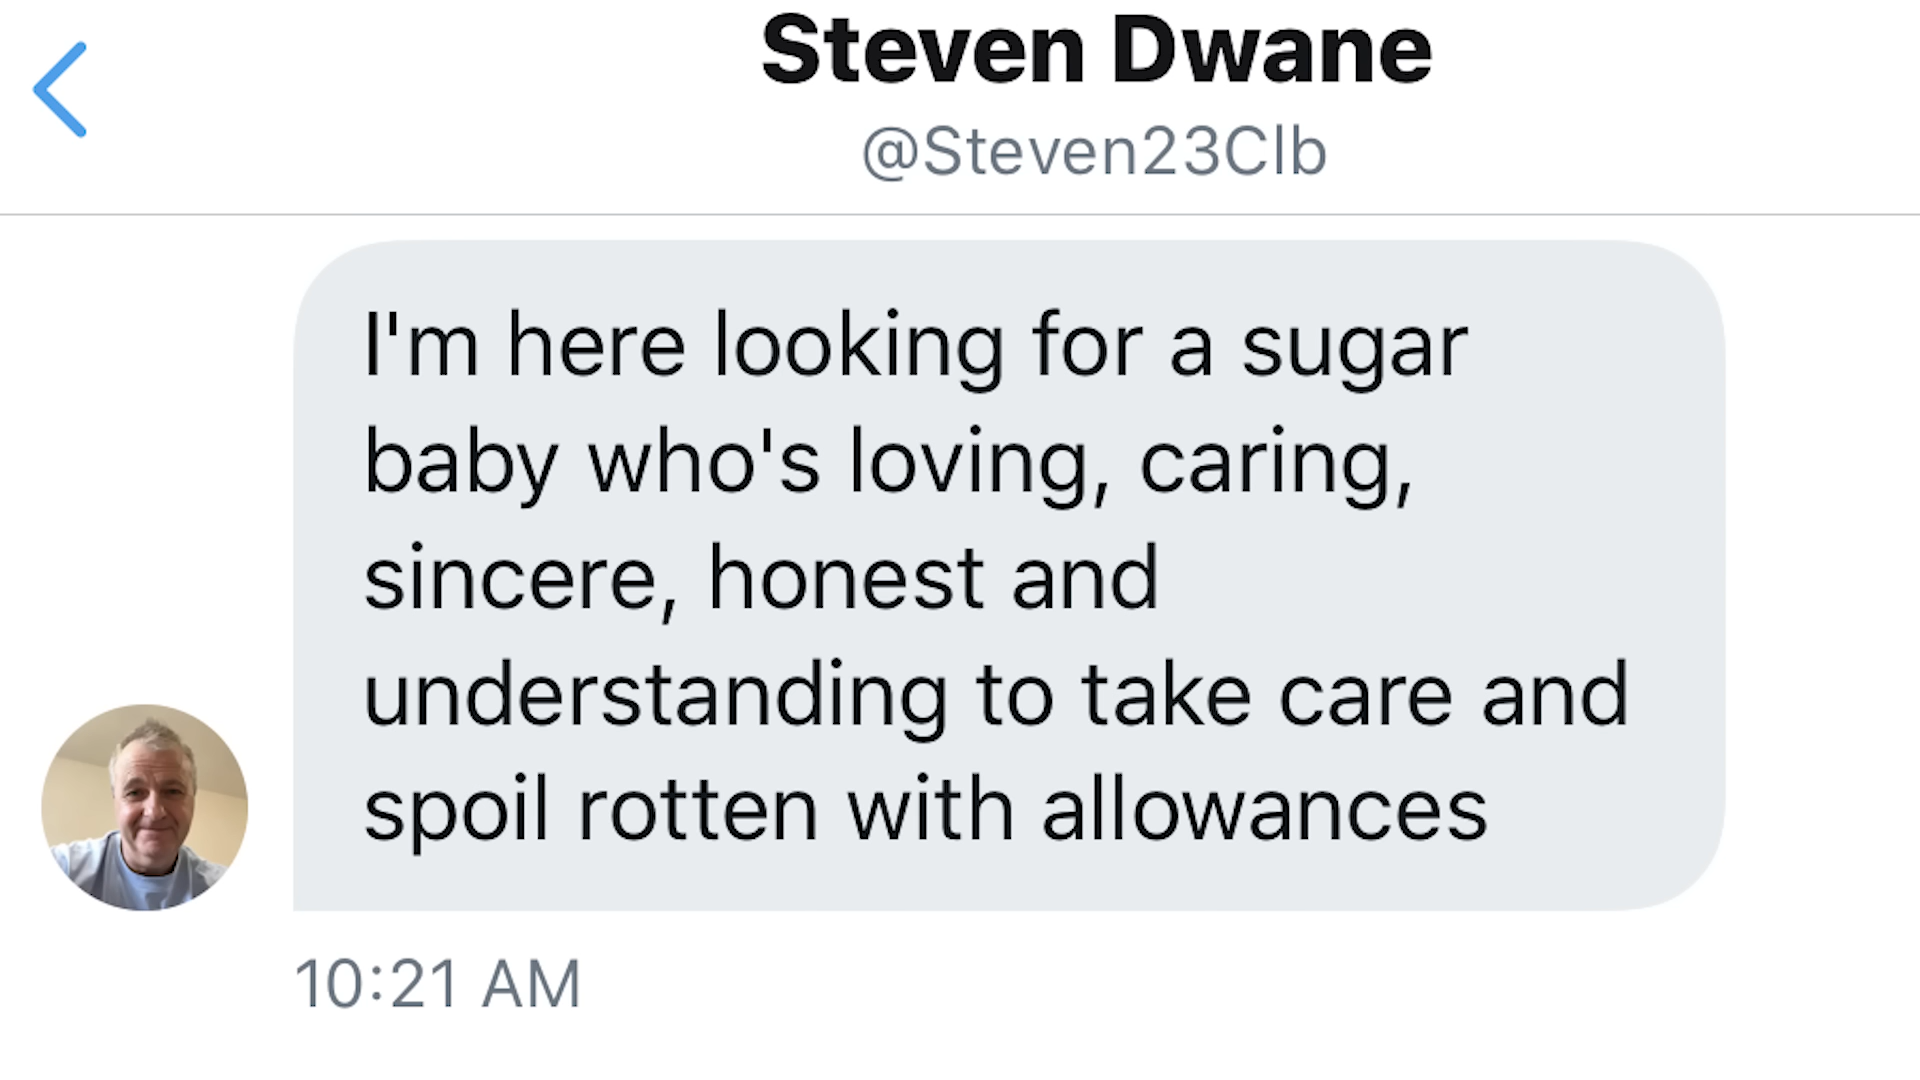 Steven Dwane
@Steven23Clb
I'm here looking for a sugar
baby who's loving, caring,
sincere, honest and
understanding to take care and
spoil rotten with allowances
10:21 AM